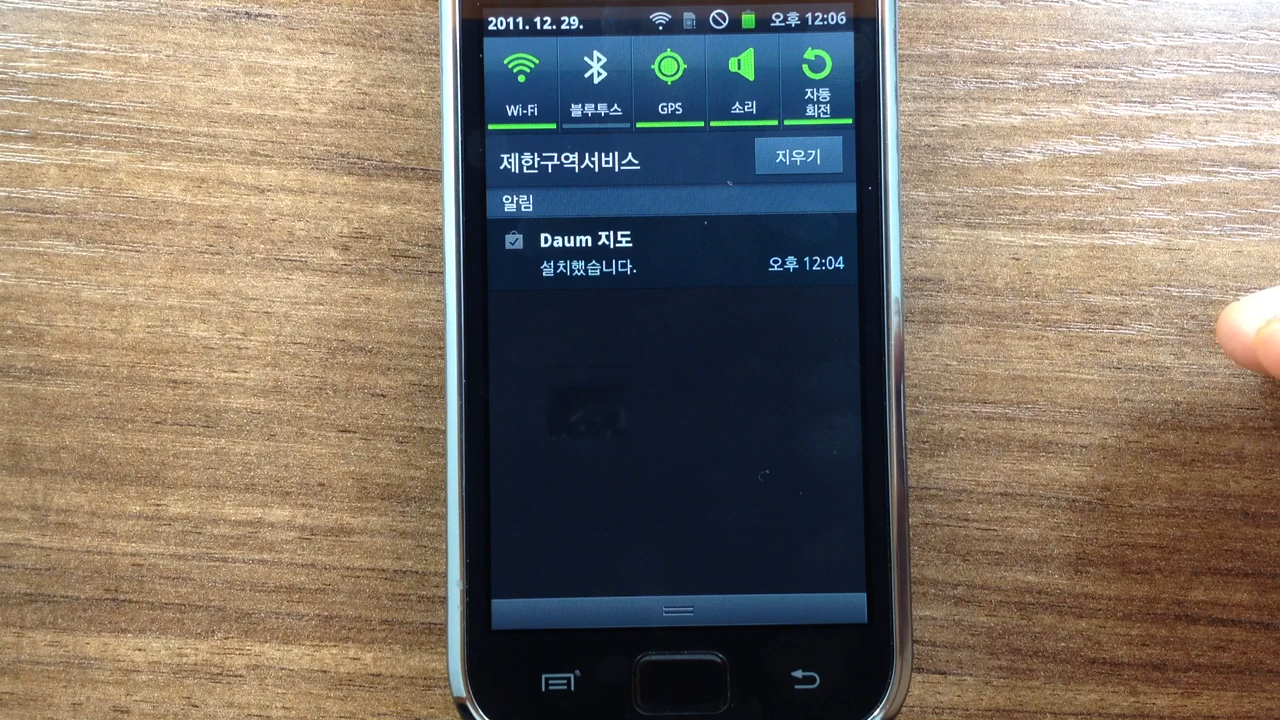 2011. 12. 29. 오후 12:06
Wi-Fi 블루투스 GPS 소리 자동 회전
제한구역서비스 지우기
알림
Daum 지도
설치했습니다. 오후 12:04